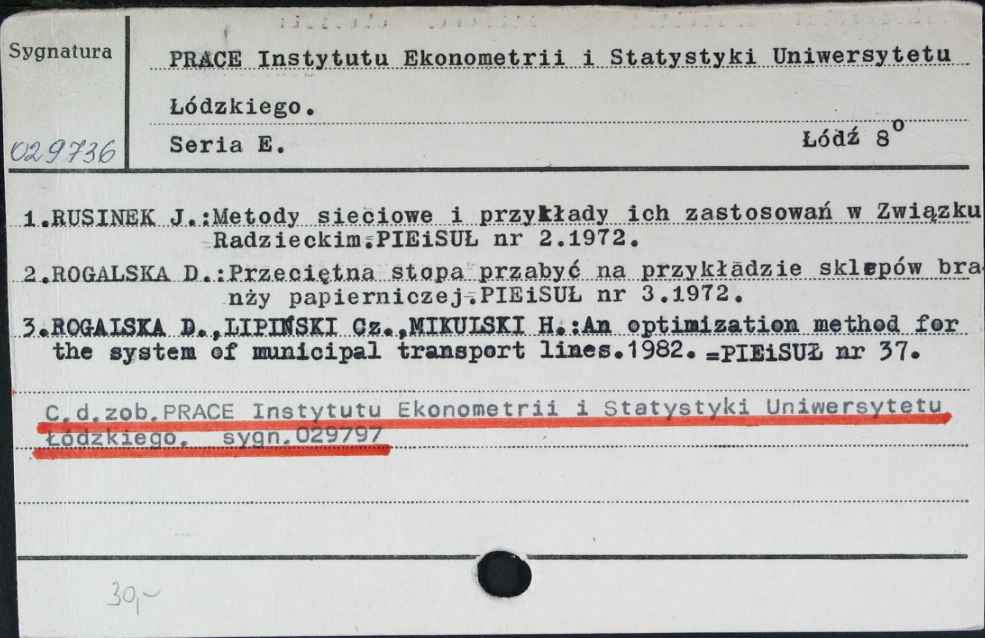 Sygnatura
PRACE Instytutu Ekonometrii i Statystyki Uniwersytetu
Łódzkiego.
029736
Seria E. Łódź 8o
1.RUSINEK J.:Metody sieciowe i przykłady ich zastosowań w Związku
Radzieckim.PIEiSUŁ nr 2.1972.
2.ROGALSKA D.:Przeciętna stopa przabyć na przykładzie sklepów bra-
nży papierniczej.PIEiSUŁ nr 3.1972.
3.ROGALSKA D.,LIPIŃSKI Cz.,MIKULSKI H.:An optimization method for
the system of municipal transport lines.1982.=PIEiSUŁ nr 37.
C.d.zob.PRACE Instytutu Ekonometrii i Statystyki Uniwersytetu
Łódzkiego. sygn.029797
30,-